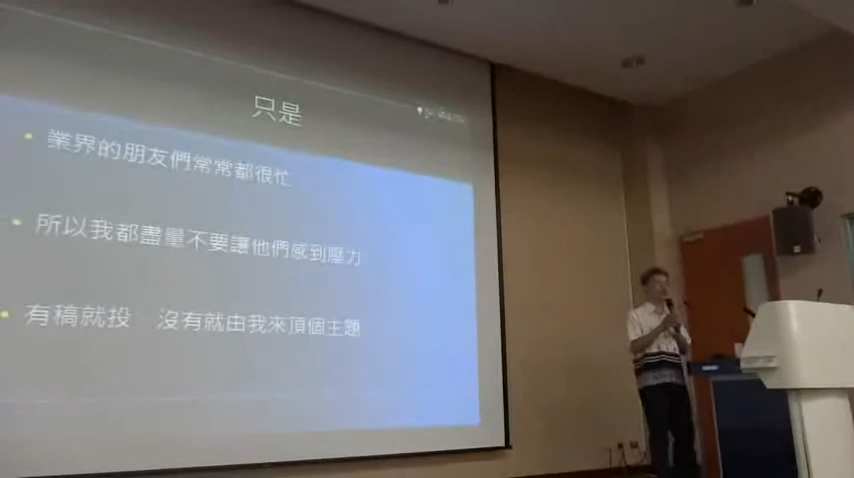 只是
業界的朋友們常常都很忙
所以我都盡量不要讓他們感到壓力
有稿就投、沒有就由我來頂個主題